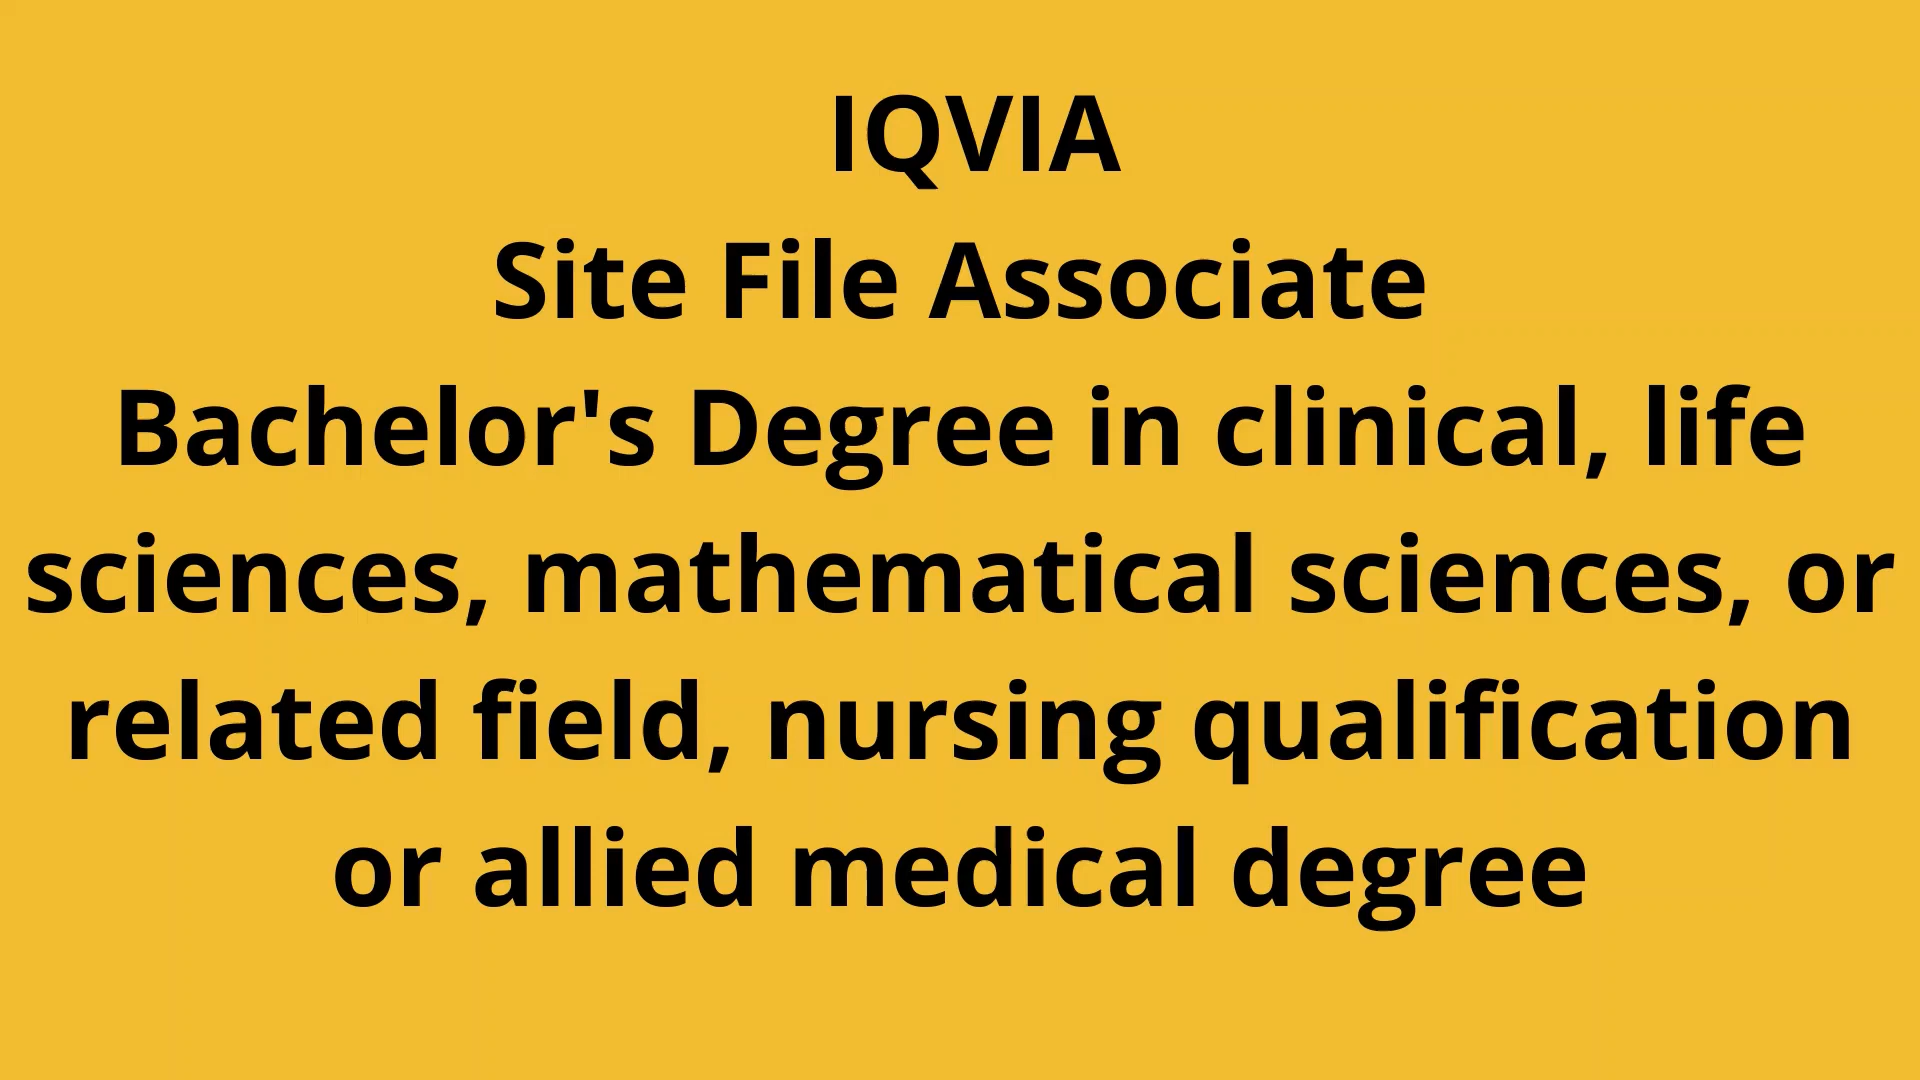 IQVIA
Site File Associate
Bachelor's Degree in clinical, life
sciences, mathematical sciences, or
related field, nursing qualification
or allied medical degree